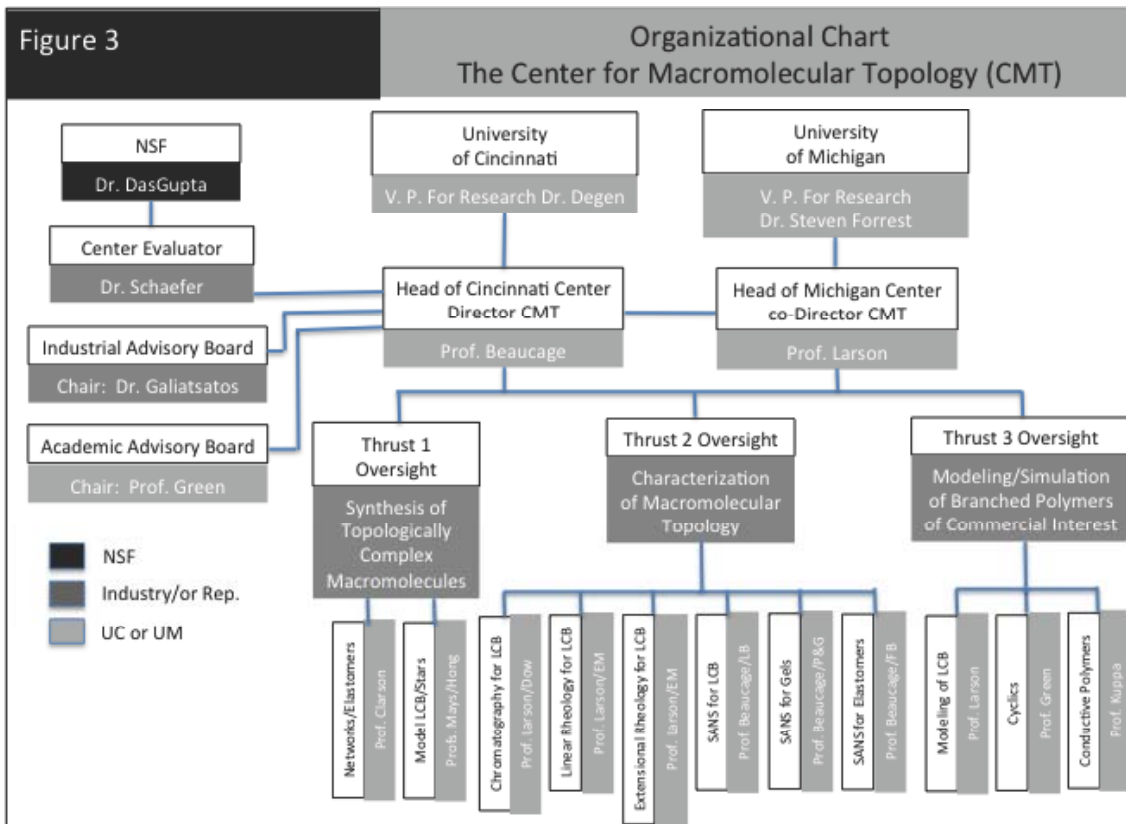 Figure 3
Organizational Chart
The Center for Macromolecular Topology (CMT)
NSF
Dr. DasGupta
University
of Cincinnati
V. P. For Research Dr. Degen
University
of Michigan
V. P. For Research
Dr. Steven Forrest
Center Evaluator
Dr. Schaefer
Head of Cincinnati Center
Director CMT
Prof. Beaucage
Head of Michigan Center
co-Director CMT
Prof. Larson
Industrial Advisory Board
Chair: Dr. Galiatsatos
Academic Advisory Board
Chair: Prof. Green
Thrust 1
Oversight
Synthesis of
Topologically
Complex
Macromolecules
Thrust 2 Oversight
Characterization
of Macromolecular
Topology
Thrust 3 Oversight
Modeling/Simulation
of Branched Polymers
of Commercial Interest
NSF
Industry/or Rep.
UC or UM
Networks/Elastomers
Prof. Clarson
Model LCB/Stars
Profs. Mays/Hong
Chromatography for LCB
Prof. Larson/Dow
Linear Rheology for LCB
Prof. Larson/EM
Extensional Rheology for LCB
Prof. Larson/EM
SANS for LCB
Prof. Beaucage/LB
SANS for Gels
Prof. Beaucage/P&G
SANS for Elastomers
Prof. Beaucage/FB
Modeling of LCB
Prof. Larson
Cyclics
Prof. Green
Conductive Polymers
Prof. Kuppa